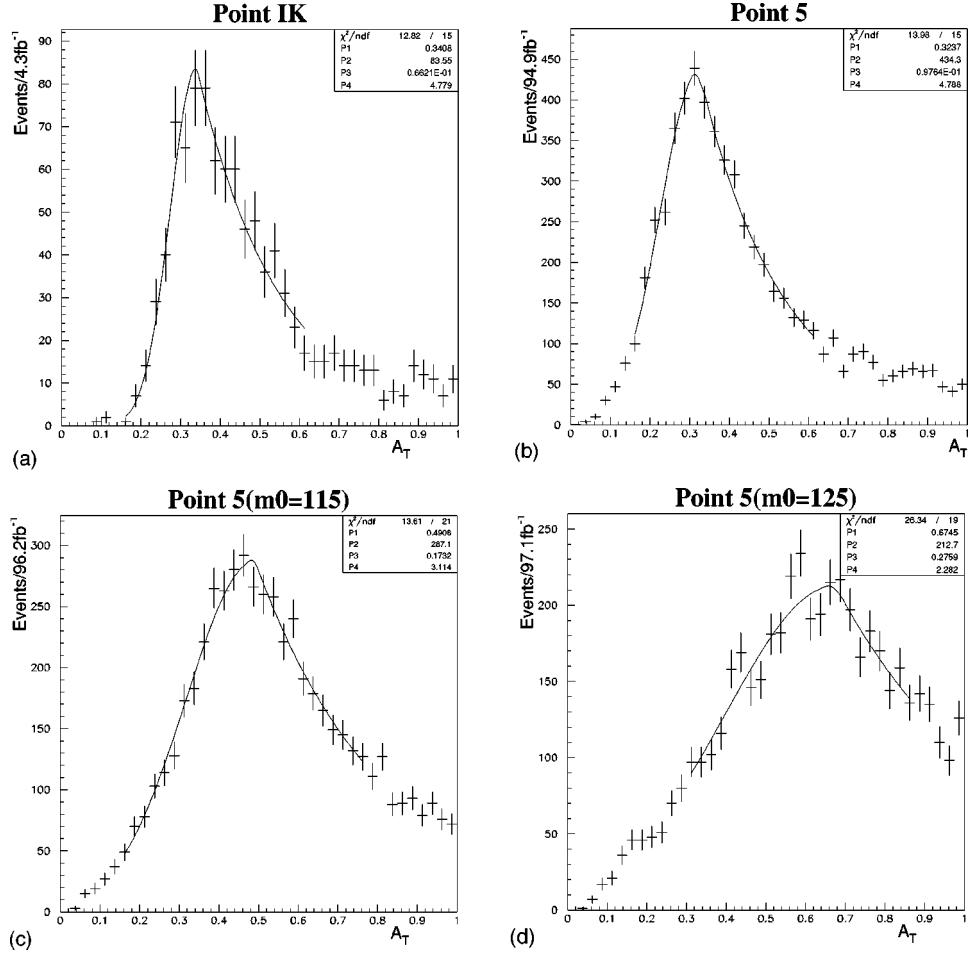 Point IK
χ²/ndf 12.82 / 15
P1 0.3408
P2 83.55
P3 0.6621E-01
P4 4.779
Events/4.3fb⁻¹
90
80
70
60
50
40
30
20
10
0
0 0.1 0.2 0.3 0.4 0.5 0.6 0.7 0.8 0.9 1
A_T
(a)
Point 5
χ²/ndf 13.98 / 15
P1 0.3237
P2 434.3
P3 0.9764E-01
P4 4.788
Events/94.9fb⁻¹
450
400
350
300
250
200
150
100
50
0
0 0.1 0.2 0.3 0.4 0.5 0.6 0.7 0.8 0.9 1
A_T
(b)
Point 5(m0=115)
χ²/ndf 13.61 / 21
P1 0.4906
P2 287.1
P3 0.1732
P4 3.114
Events/96.2fb⁻¹
300
250
200
150
100
50
0
0 0.1 0.2 0.3 0.4 0.5 0.6 0.7 0.8 0.9 1
A_T
(c)
Point 5(m0=125)
χ²/ndf 26.34 / 19
P1 0.6745
P2 212.7
P3 0.2759
P4 2.282
Events/97.1fb⁻¹
250
200
150
100
50
0
0 0.1 0.2 0.3 0.4 0.5 0.6 0.7 0.8 0.9 1
A_T
(d)